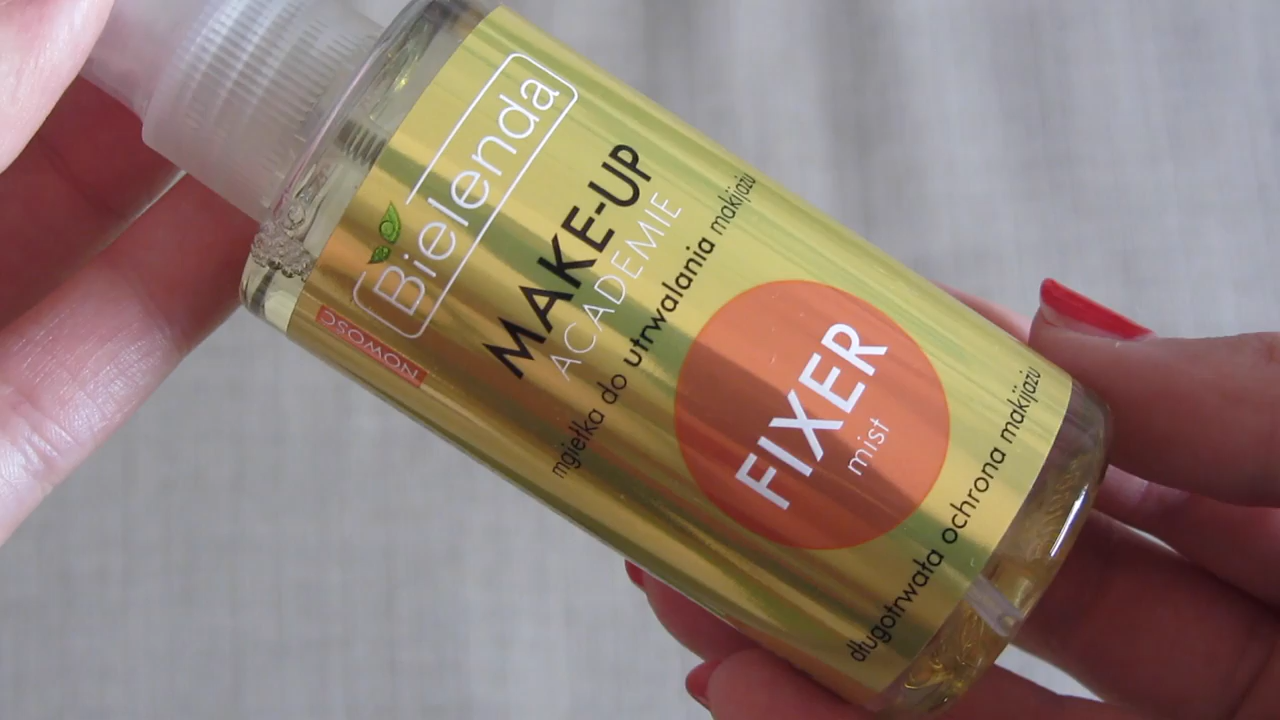 Bielenda
NOWOŚĆ
MAKE-UP
ACADEMIE
mgiełka do utrwalania makijażu
FIXER
mist
długotrwała ochrona makijażu